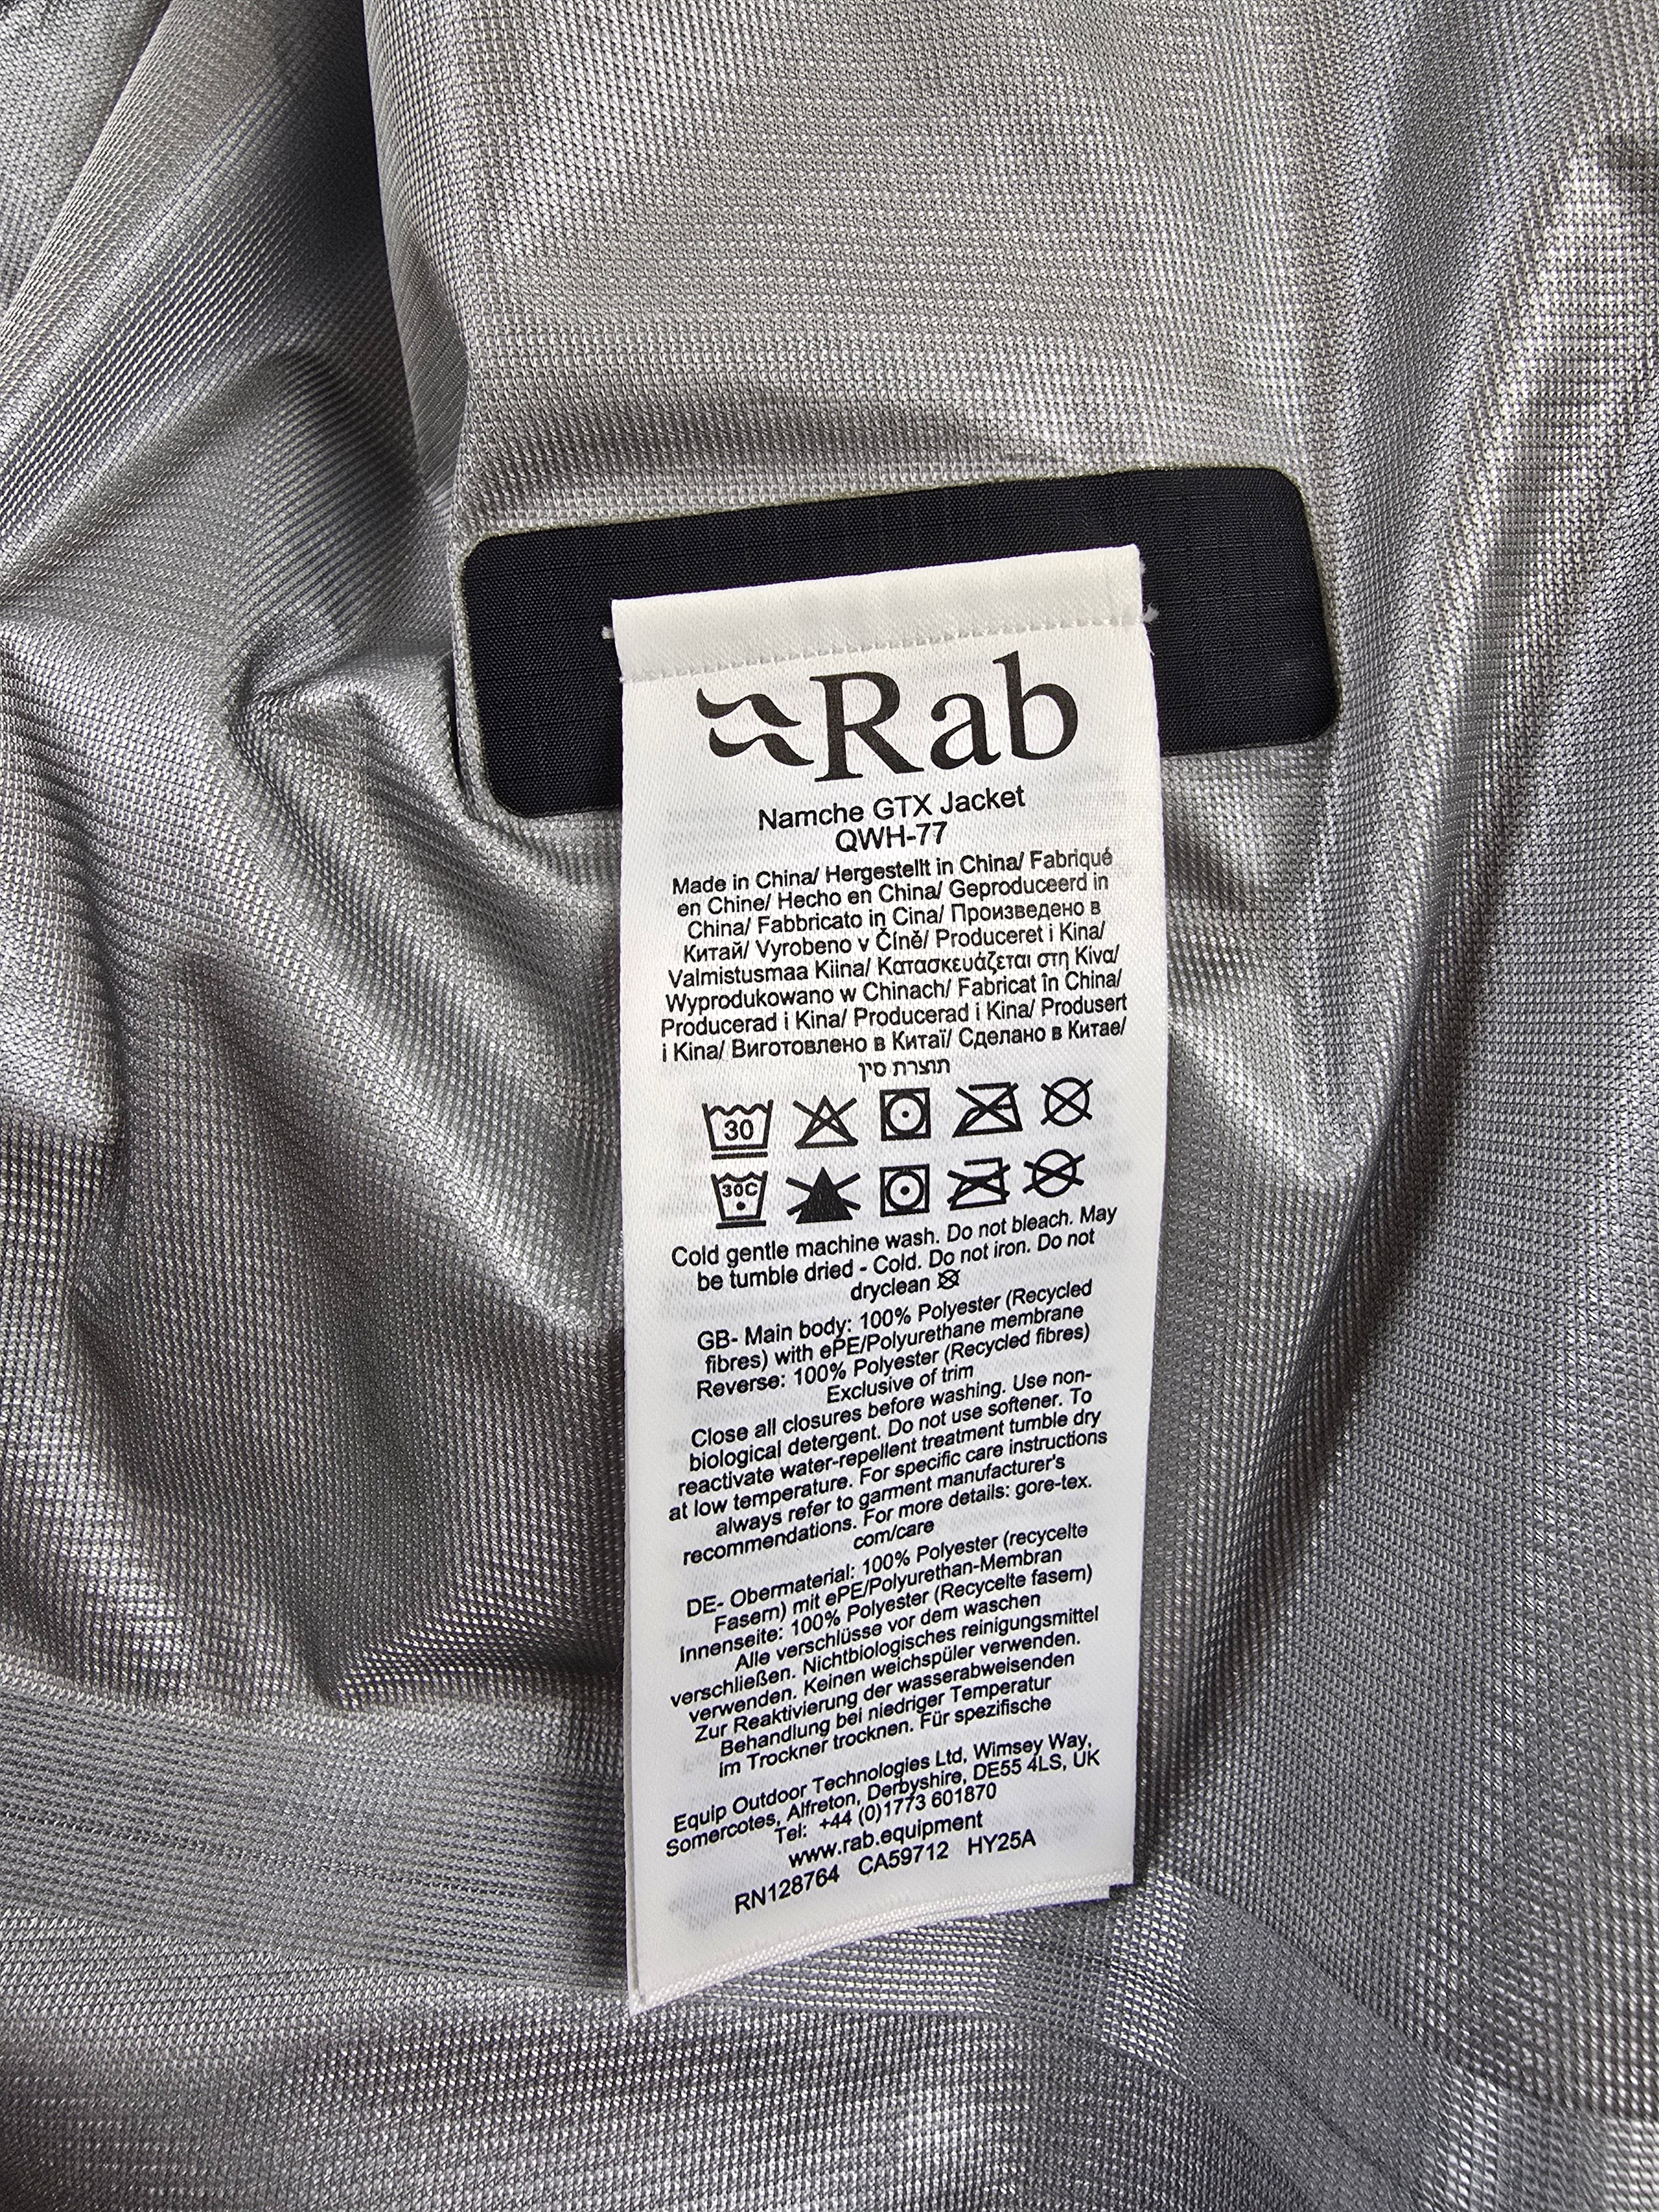 Rab
Namche GTX Jacket
QWH-77
Made in China/ Hergestellt in China/ Fabriqué
en Chine/ Hecho en China/ Geproduceerd in
China/ Fabbricato in Cina/ Произведено в
Китай/ Vyrobeno v Číně/ Produceret i Kina/
Valmistusmaa Kiina/ Κατασκευάζεται στη Κινα/
Wyprodukowano w Chinach/ Fabricat în China/
Producerad i Kina/ Producerad i Kina/ Produsert
i Kina/ Виготовлено в Китаї/ Сделано в Китае/
תוצרת סין
30
30C
Cold gentle machine wash. Do not bleach. May
be tumble dried - Cold. Do not iron. Do not
dryclean
GB- Main body: 100% Polyester (Recycled
fibres) with ePE/Polyurethane membrane
Reverse: 100% Polyester (Recycled fibres)
Exclusive of trim
Close all closures before washing. Use non-
biological detergent. Do not use softener. To
reactivate water-repellent treatment tumble dry
at low temperature. For specific care instructions
always refer to garment manufacturer's
recommendations. For more details: gore-tex.
com/care
DE- Obermaterial: 100% Polyester (recycelte
Fasern) mit ePE/Polyurethan-Membran
Innenseite: 100% Polyester (Recycelte fasern)
Alle verschlüsse vor dem waschen
verschließen. Nichtbiologisches reinigungsmittel
verwenden. Keinen weichspüler verwenden.
Zur Reaktivierung der wasserabweisenden
Behandlung bei niedriger Temperatur
im Trockner trocknen. Für spezifische
Equip Outdoor Technologies Ltd, Wimsey Way,
Somercotes, Alfreton, Derbyshire, DE55 4LS, UK
Tel: +44 (0)1773 601870
www.rab.equipment
RN128764 CA59712 HY25A